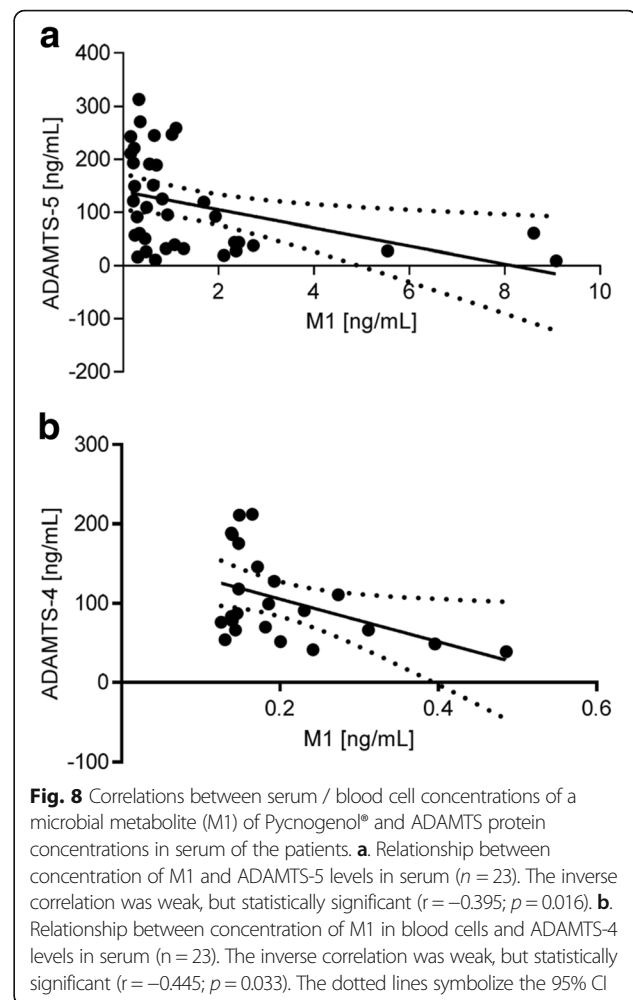 a
400
300
200
100
0
-100
-200
ADAMTS-5 [ng/mL]
2
4
6
8
10
M1 [ng/mL]
b
300
200
100
0
-100
ADAMTS-4 [ng/mL]
0.2
0.4
0.6
M1 [ng/mL]
Fig. 8 Correlations between serum / blood cell concentrations of a
microbial metabolite (M1) of Pycnogenol® and ADAMTS protein
concentrations in serum of the patients. a. Relationship between
concentration of M1 and ADAMTS-5 levels in serum (n = 23). The inverse
correlation was weak, but statistically significant (r = −0.395; p = 0.016). b.
Relationship between concentration of M1 in blood cells and ADAMTS-4
levels in serum (n = 23). The inverse correlation was weak, but statistically
significant (r = −0.445; p = 0.033). The dotted lines symbolize the 95% CI